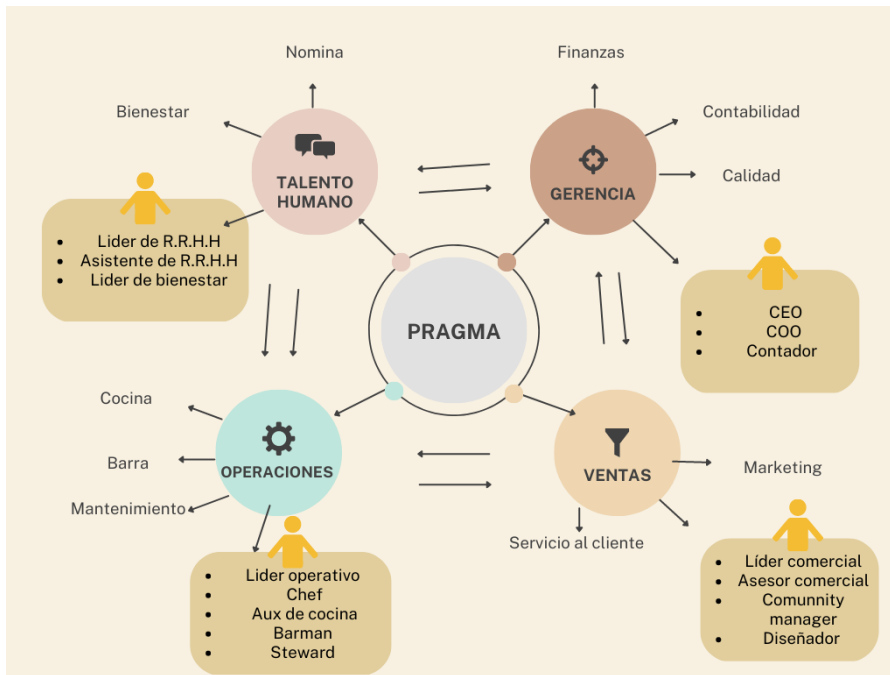 Nomina
Bienestar
TALENTO
HUMANO
• Lider de R.R.H.H
• Asistente de R.R.H.H
• Lider de bienestar
Finanzas
Contabilidad
Calidad
GERENCIA
• CEO
• COO
• Contador
PRAGMA
Cocina
Barra
Mantenimiento
OPERACIONES
• Lider operativo
• Chef
• Aux de cocina
• Barman
• Steward
VENTAS
Marketing
Servicio al cliente
• Líder comercial
• Asesor comercial
• Comunnity
manager
• Diseñador